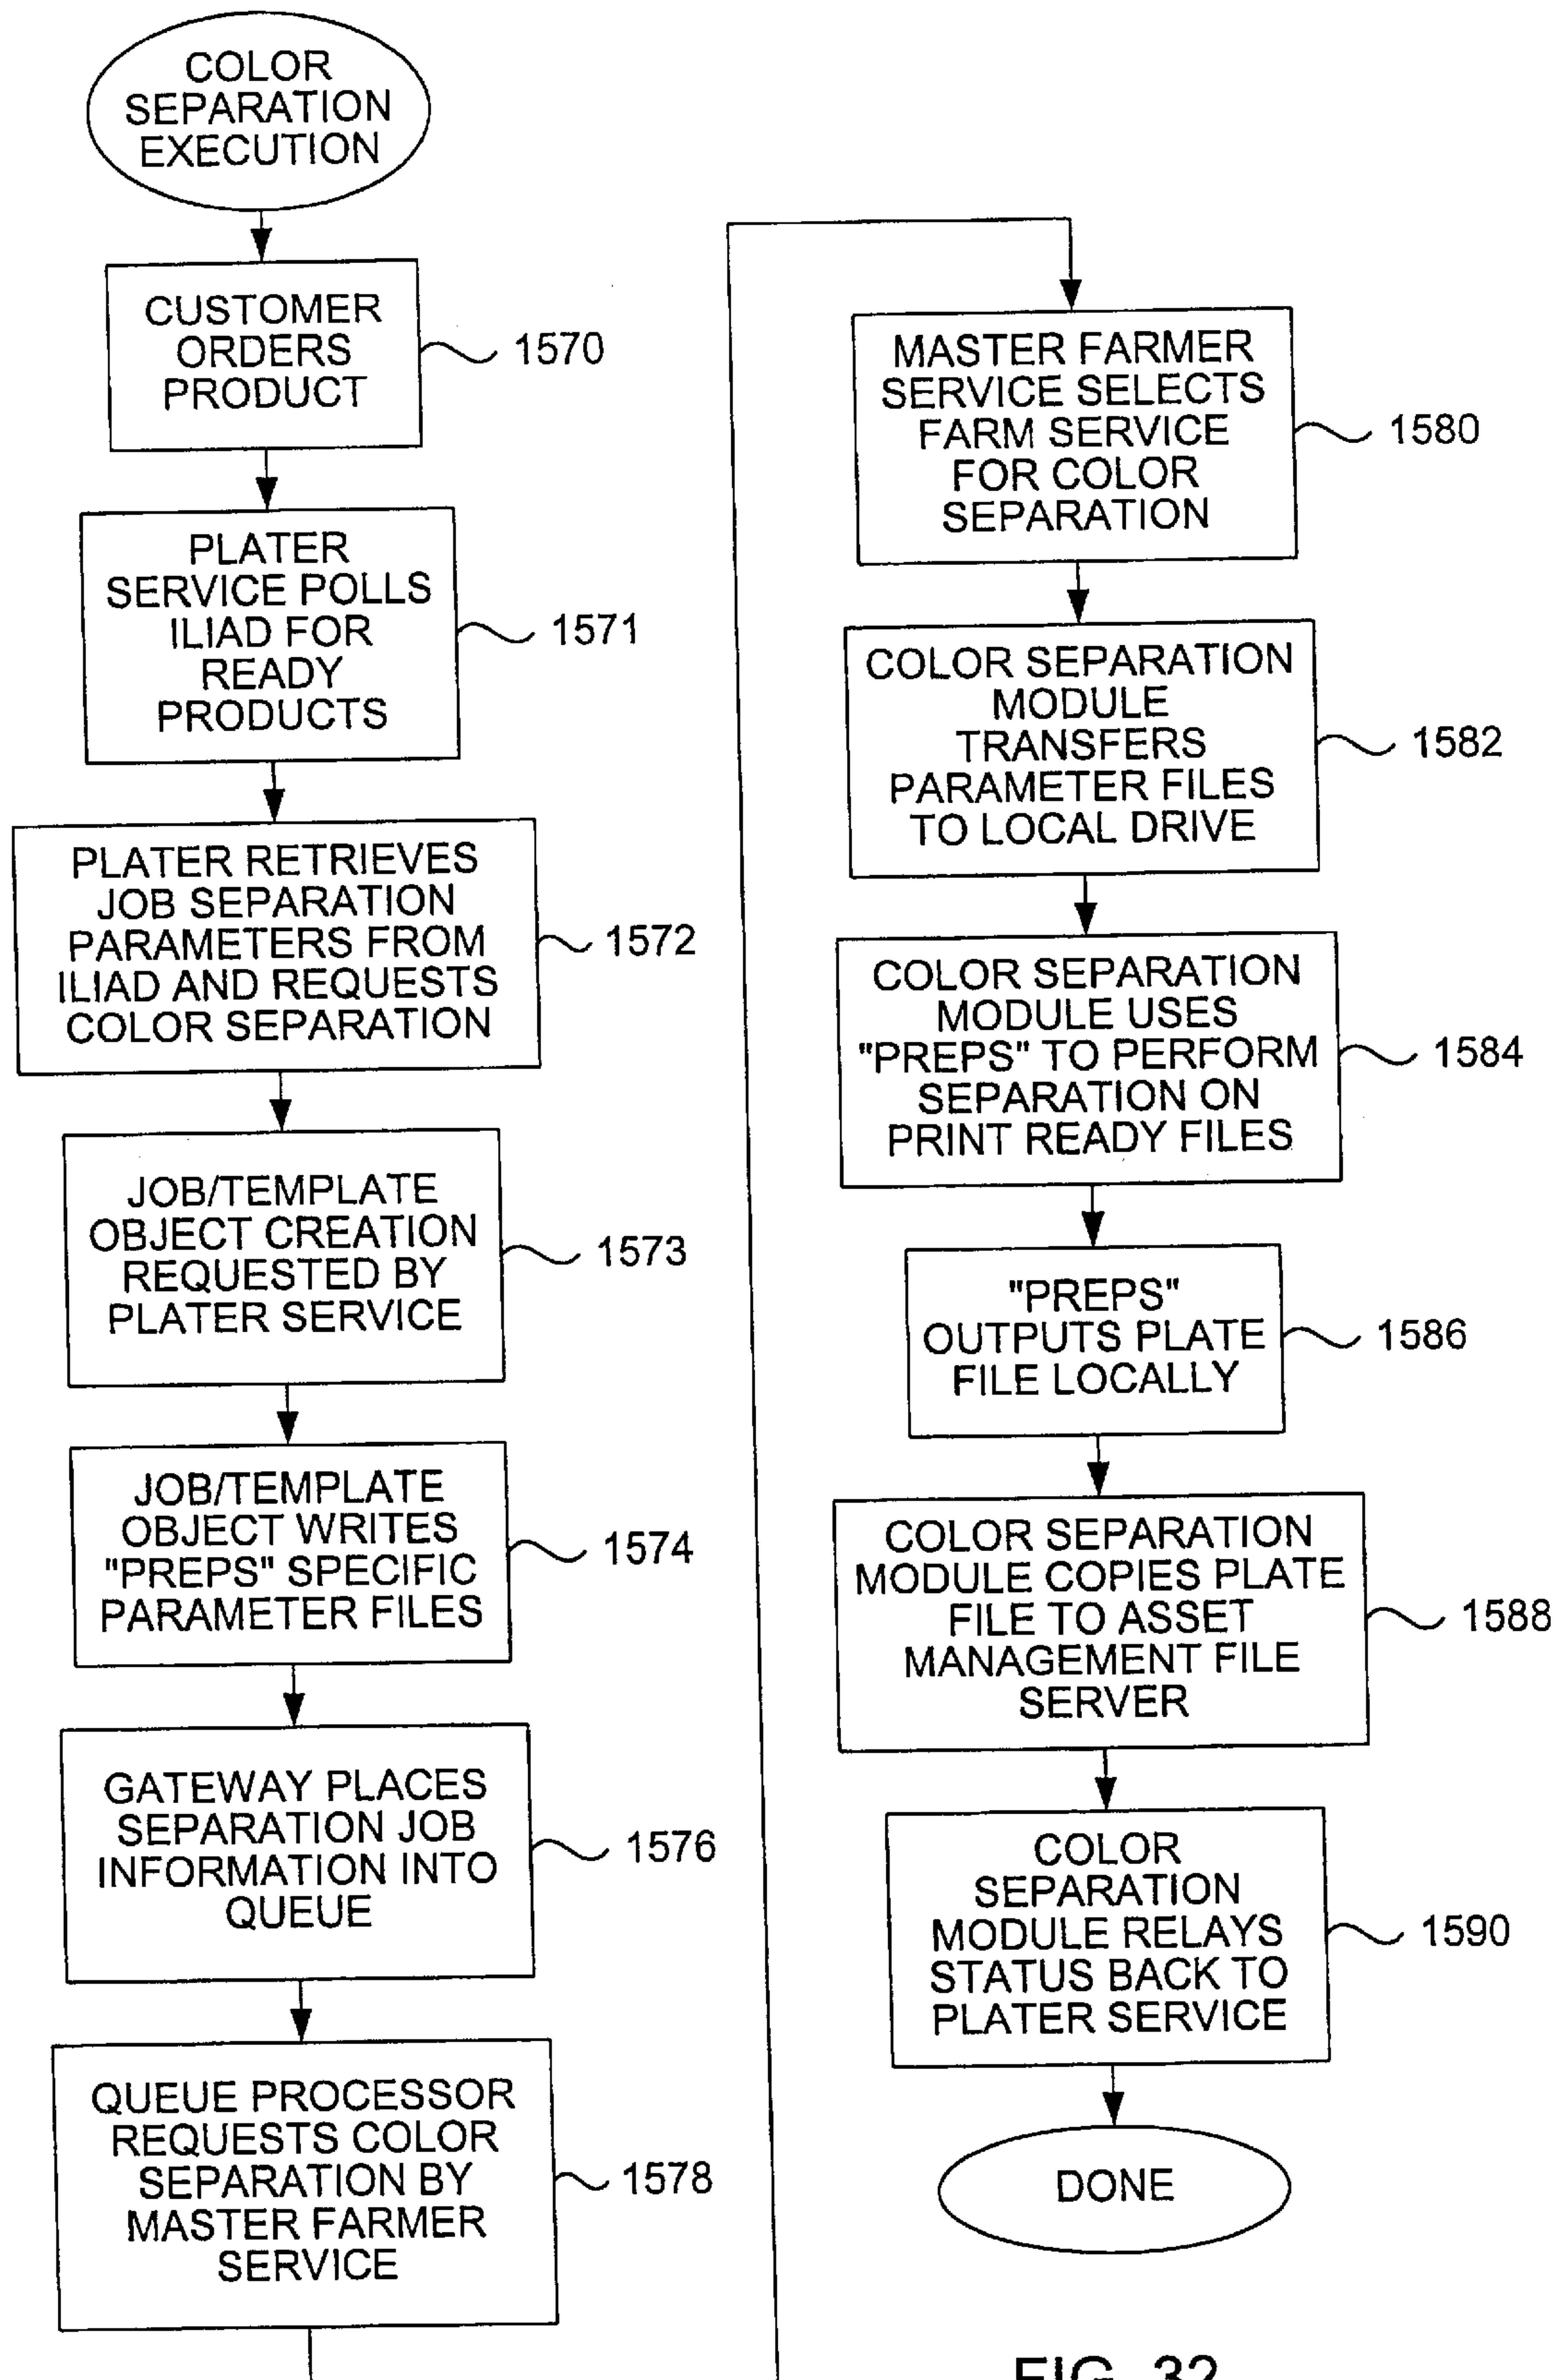 COLOR
SEPARATION
EXECUTION
CUSTOMER
ORDERS
PRODUCT
1570
PLATER
SERVICE POLLS
ILIAD FOR
READY
PRODUCTS
1571
PLATER RETRIEVES
JOB SEPARATION
PARAMETERS FROM
ILIAD AND REQUESTS
COLOR SEPARATION
1572
JOB/TEMPLATE
OBJECT CREATION
REQUESTED BY
PLATER SERVICE
1573
JOB/TEMPLATE
OBJECT WRITES
"PREPS" SPECIFIC
PARAMETER FILES
1574
GATEWAY PLACES
SEPARATION JOB
INFORMATION INTO
QUEUE
1576
QUEUE PROCESSOR
REQUESTS COLOR
SEPARATION BY
MASTER FARMER
SERVICE
1578
MASTER FARMER
SERVICE SELECTS
FARM SERVICE
FOR COLOR
SEPARATION
1580
COLOR SEPARATION
MODULE
TRANSFERS
PARAMETER FILES
TO LOCAL DRIVE
1582
COLOR SEPARATION
MODULE USES
"PREPS" TO PERFORM
SEPARATION ON
PRINT READY FILES
1584
"PREPS"
OUTPUTS PLATE
FILE LOCALLY
1586
COLOR SEPARATION
MODULE COPIES PLATE
FILE TO ASSET
MANAGEMENT FILE
SERVER
1588
COLOR
SEPARATION
MODULE RELAYS
STATUS BACK TO
PLATER SERVICE
1590
DONE
FIG. 32